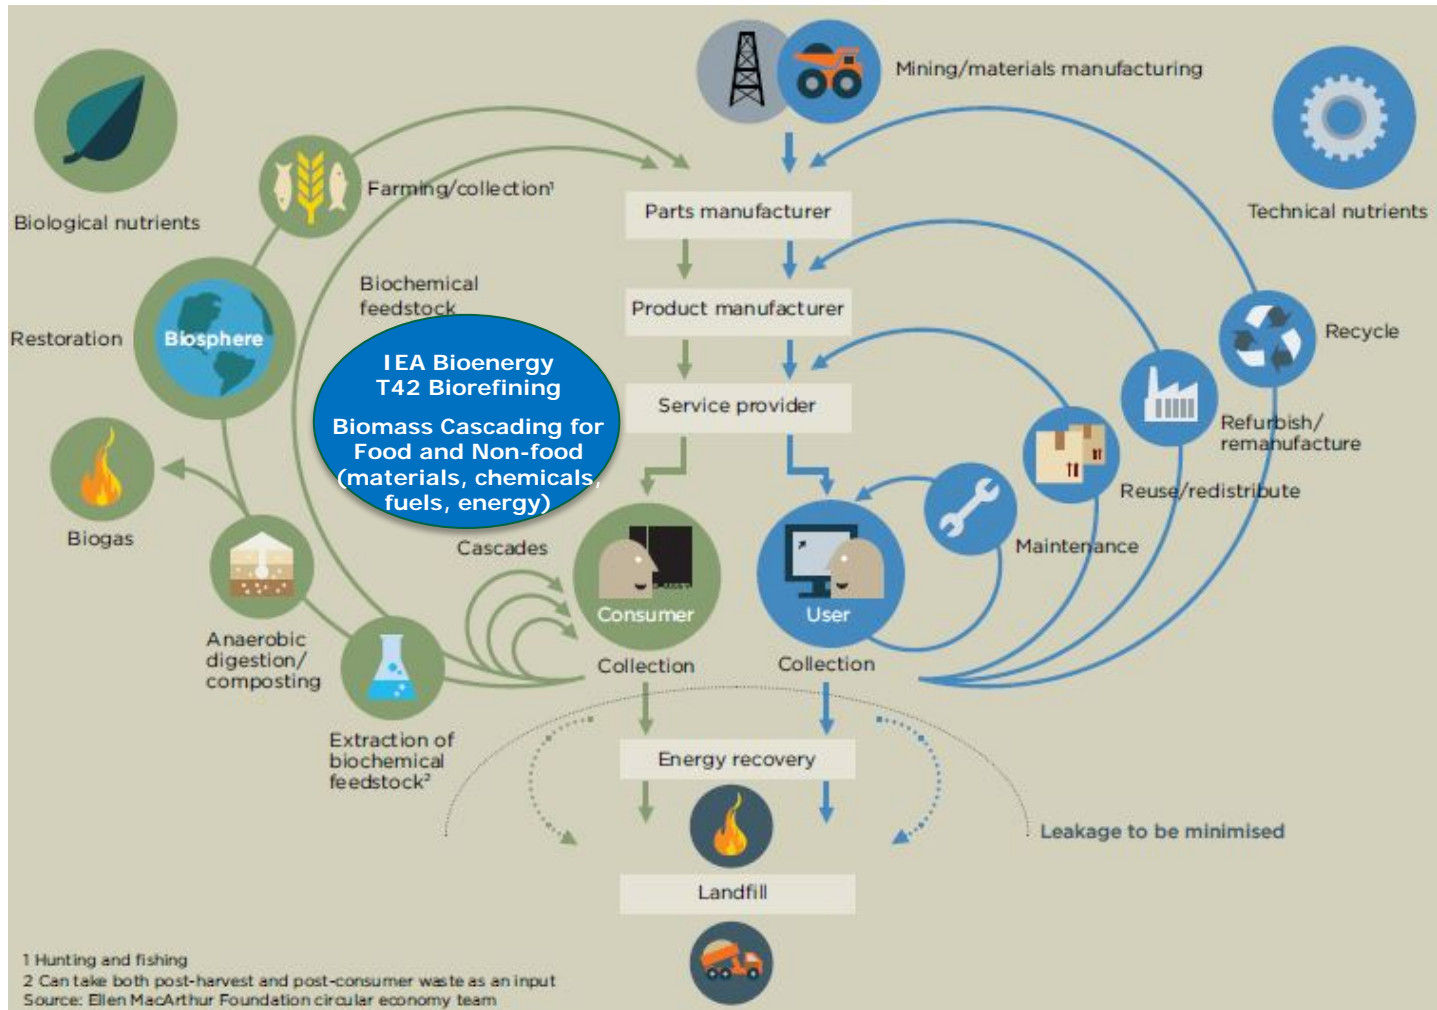 Mining/materials manufacturing
Biological nutrients
Technical nutrients
Farming/collection¹
Parts manufacturer
Biochemical
feedstock
Product manufacturer
Restoration
Biosphere
Recycle
IEA Bioenergy
T42 Biorefining
Biomass Cascading for
Food and Non-food
(materials, chemicals,
fuels, energy)
Service provider
Refurbish/
remanufacture
Reuse/redistribute
Biogas
Cascades
Maintenance
Consumer
User
Anaerobic
digestion/
composting
Collection
Collection
Extraction of
biochemical
feedstock²
Energy recovery
Leakage to be minimised
Landfill
1 Hunting and fishing
2 Can take both post-harvest and post-consumer waste as an input
Source: Ellen MacArthur Foundation circular economy team